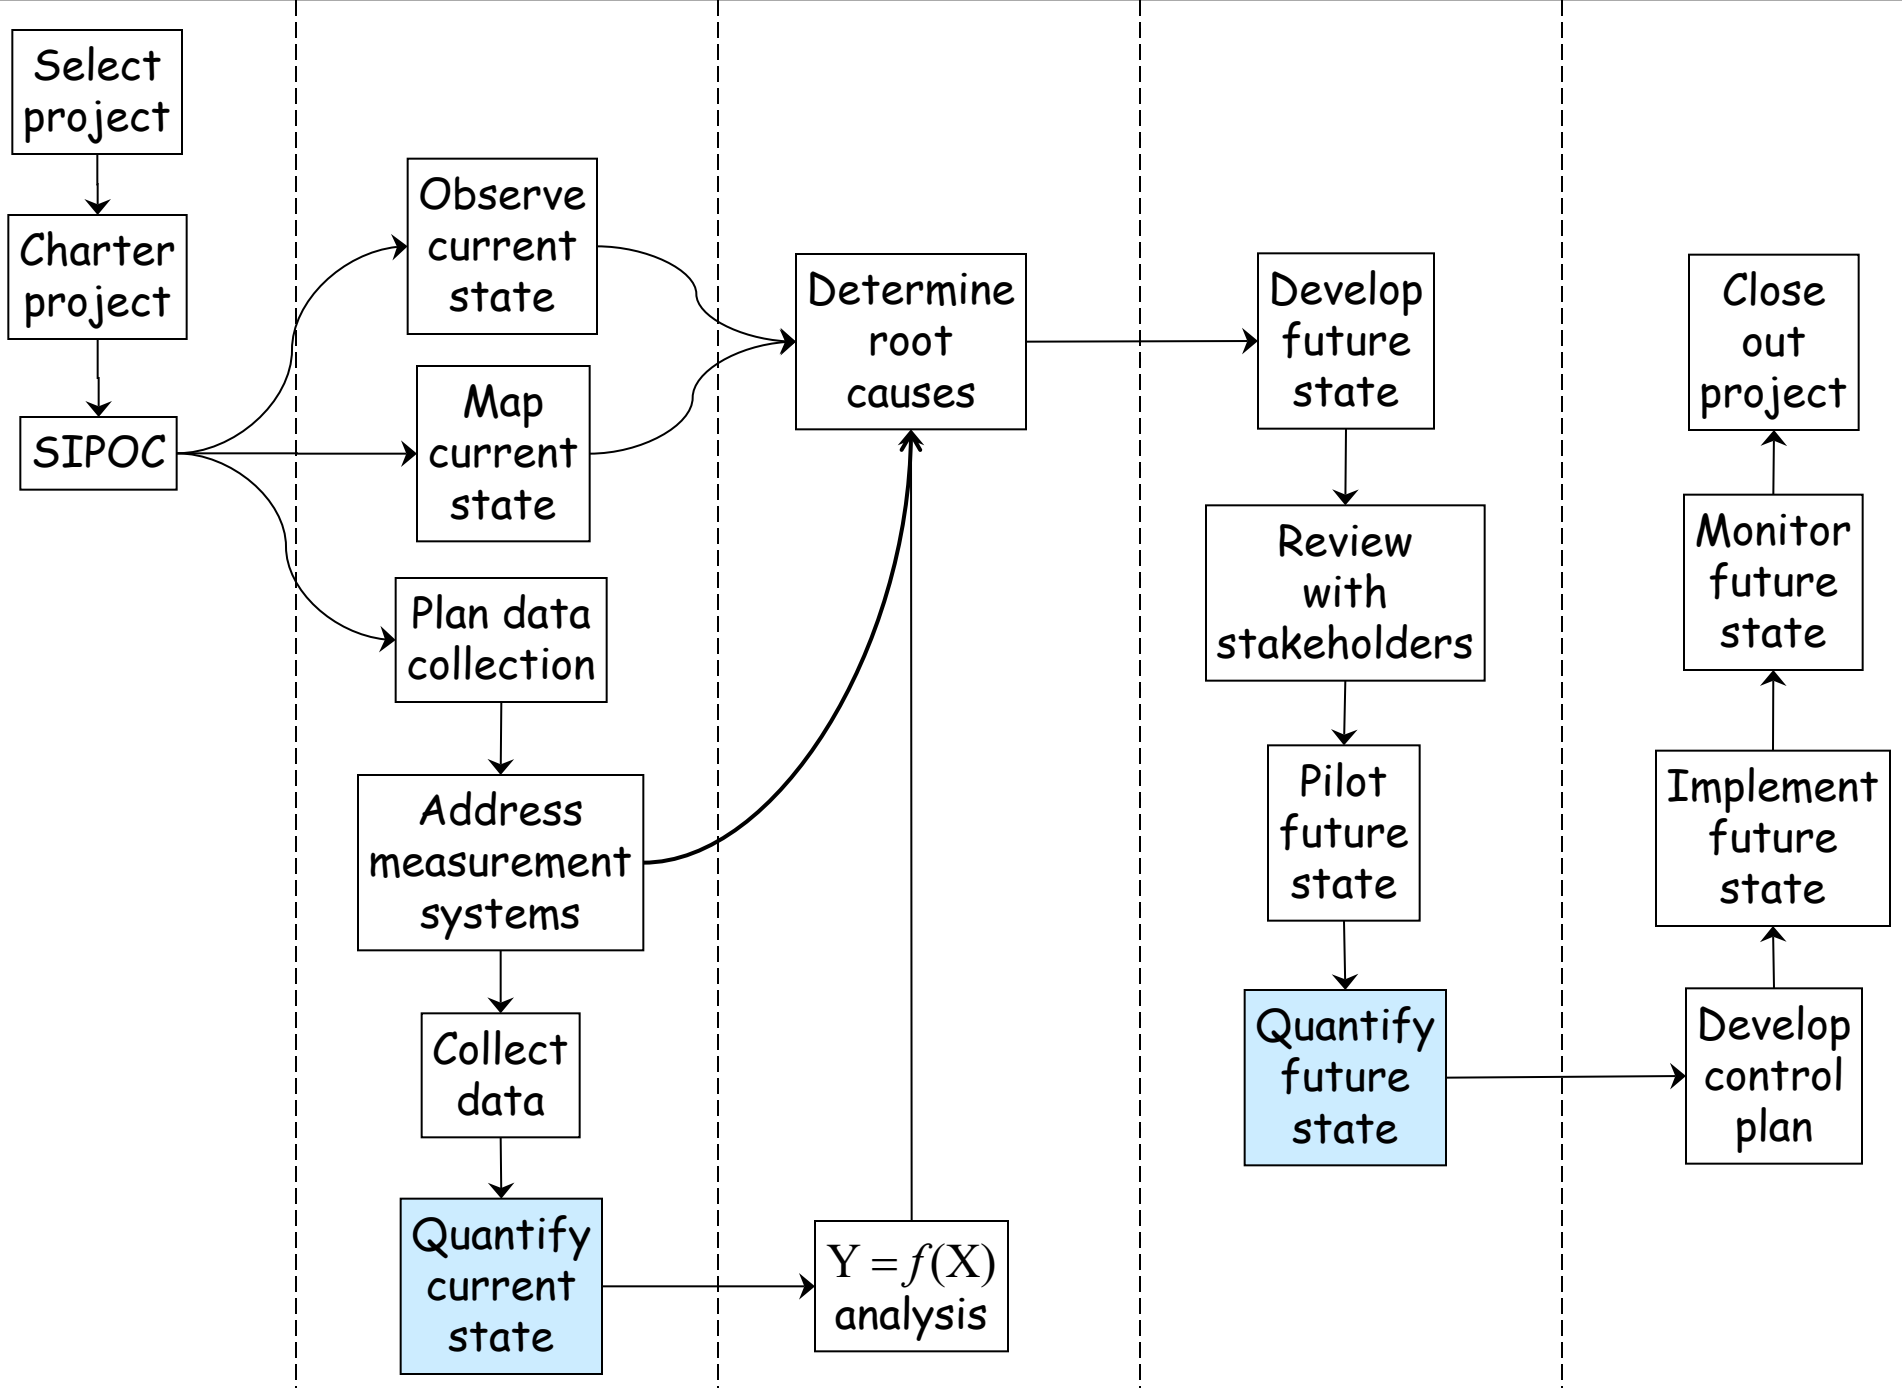 Select
project
Charter
project
SIPOC
Observe
current
state
Map
current
state
Plan data
collection
Address
measurement
systems
Collect
data
Quantify
current
state
Determine
root
causes
Y = f(X)
analysis
Develop
future
state
Review
with
stakeholders
Pilot
future
state
Quantify
future
state
Close
out
project
Monitor
future
state
Implement
future
state
Develop
control
plan